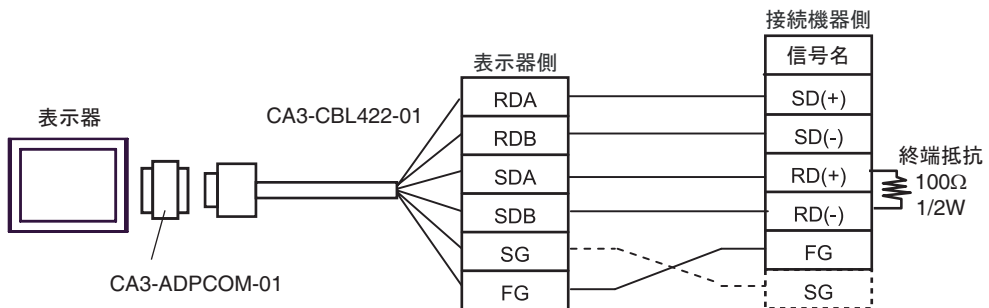 接続機器側
信号名
表示器側
SD(+)
RDA
CA3-CBL422-01
表示器
SD(-)
RDB
終端抵抗
100Ω
1/2W
RD(+)
SDA
RD(-)
SDB
FG
SG
CA3-ADPCOM-01
SG
FG